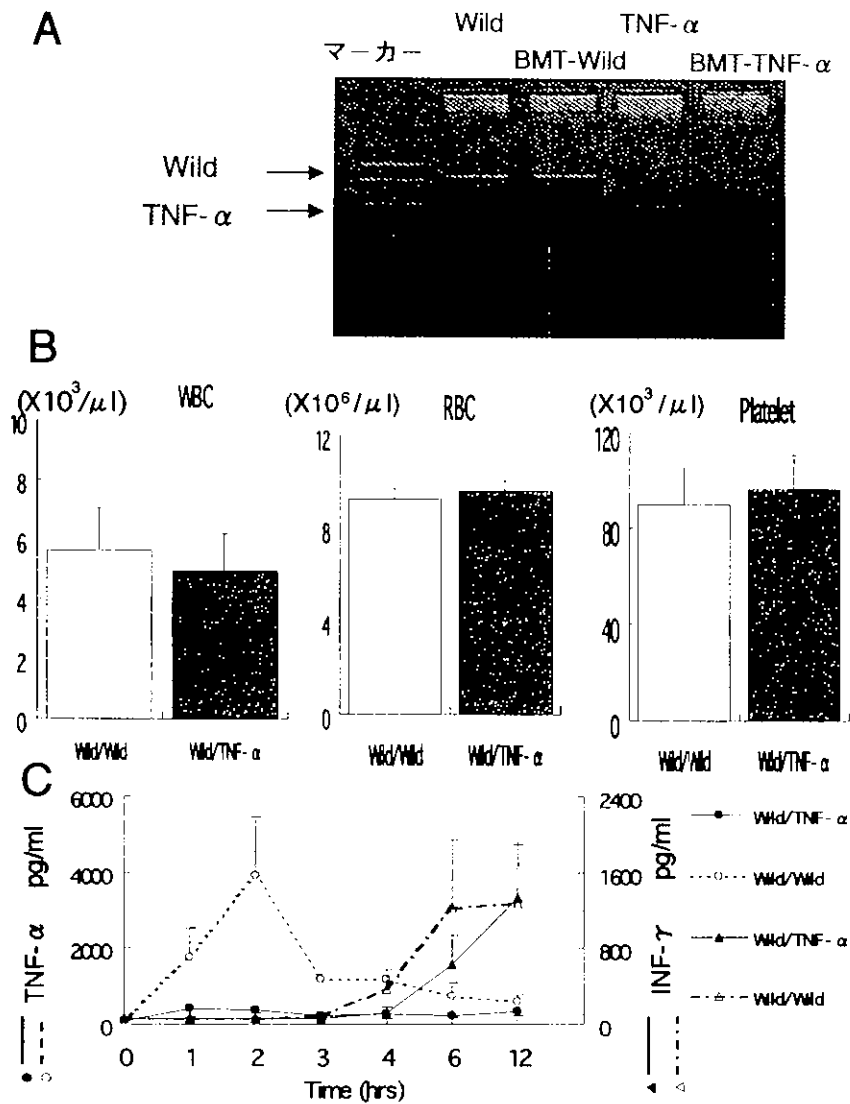 A
Wild TNF-α
マーカー BMT-Wild BMT-TNF-α
Wild
TNF-α
B
(X10³/μl) WBC
10
8
6
4
2
0
Wild/Wild Wild/TNF-α
(X10⁶/μl) RBC
12
8
4
0
Wild/Wild Wild/TNF-α
(X10³/μl) Platelet
120
80
40
0
Wild/Wild Wild/TNF-α
C
TNF-α pg/ml
6000
4000
2000
0
0 1 2 3 4 6 12
Time (hrs)
2400
1600
800
0
INF-γ pg/ml
Wild/TNF-α
Wild/Wild
Wild/TNF-α
Wild/Wild